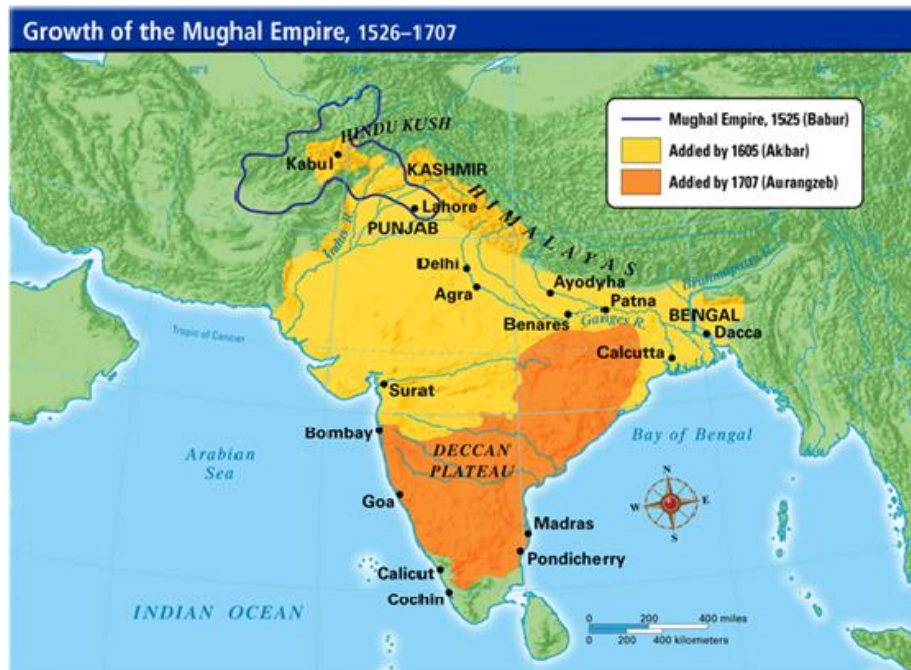 Growth of the Mughal Empire, 1526–1707
Mughal Empire, 1525 (Babur)
Added by 1605 (Akbar)
Added by 1707 (Aurangzeb)
HINDU KUSH
Kabul
KASHMIR
HIMALAYAS
Lahore
PUNJAB
Indus R.
Delhi
Agra
Ayodyha
Patna
Brahmaputra R.
BENGAL
Benares
Ganges R.
Dacca
Tropic of Cancer
Calcutta
Surat
Bombay
DECCAN
PLATEAU
Bay of Bengal
Arabian
Sea
Goa
N
W
E
S
Madras
Pondicherry
Calicut
Cochin
INDIAN OCEAN
0 200 400 miles
0 200 400 kilometers